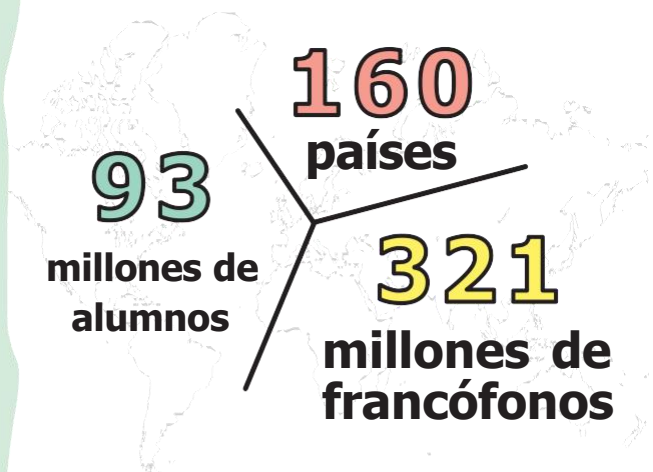 160
países
93
millones de
alumnos
321
millones de
francófonos